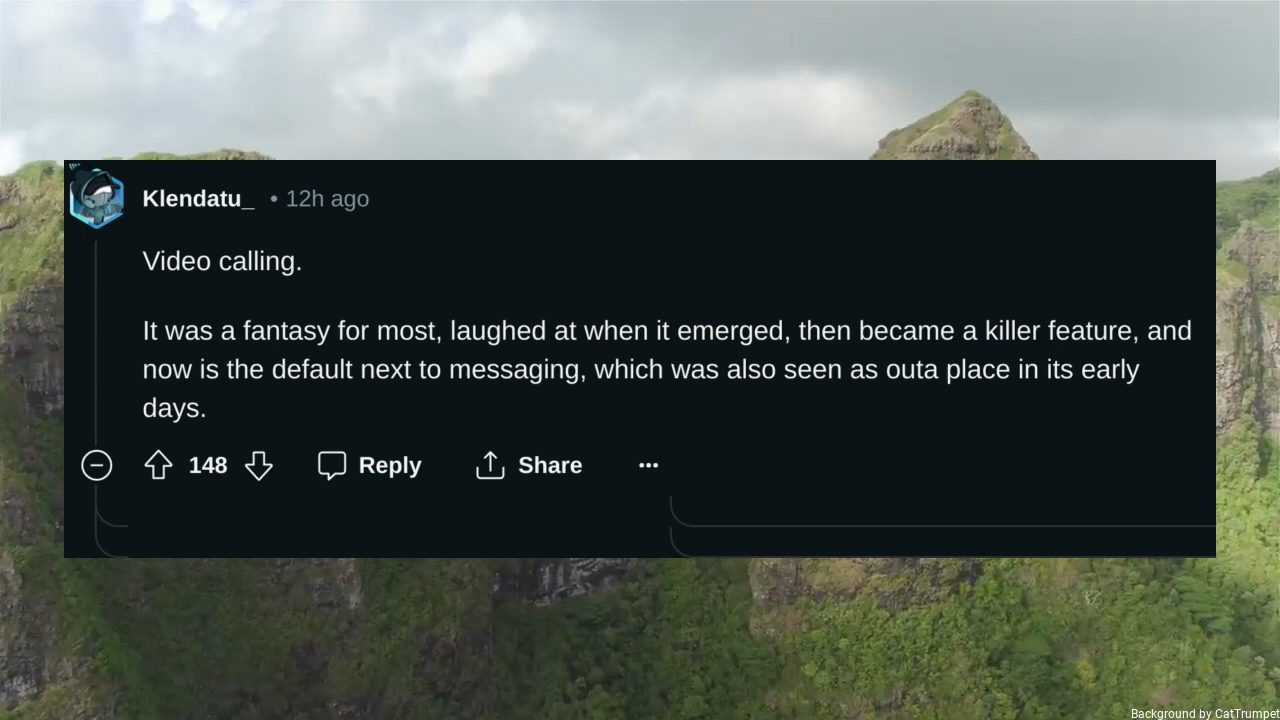 Klendatu_ • 12h ago
Video calling.
It was a fantasy for most, laughed at when it emerged, then became a killer feature, and
now is the default next to messaging, which was also seen as outa place in its early
days.
148 Reply Share ...
Background by CatTrumpet